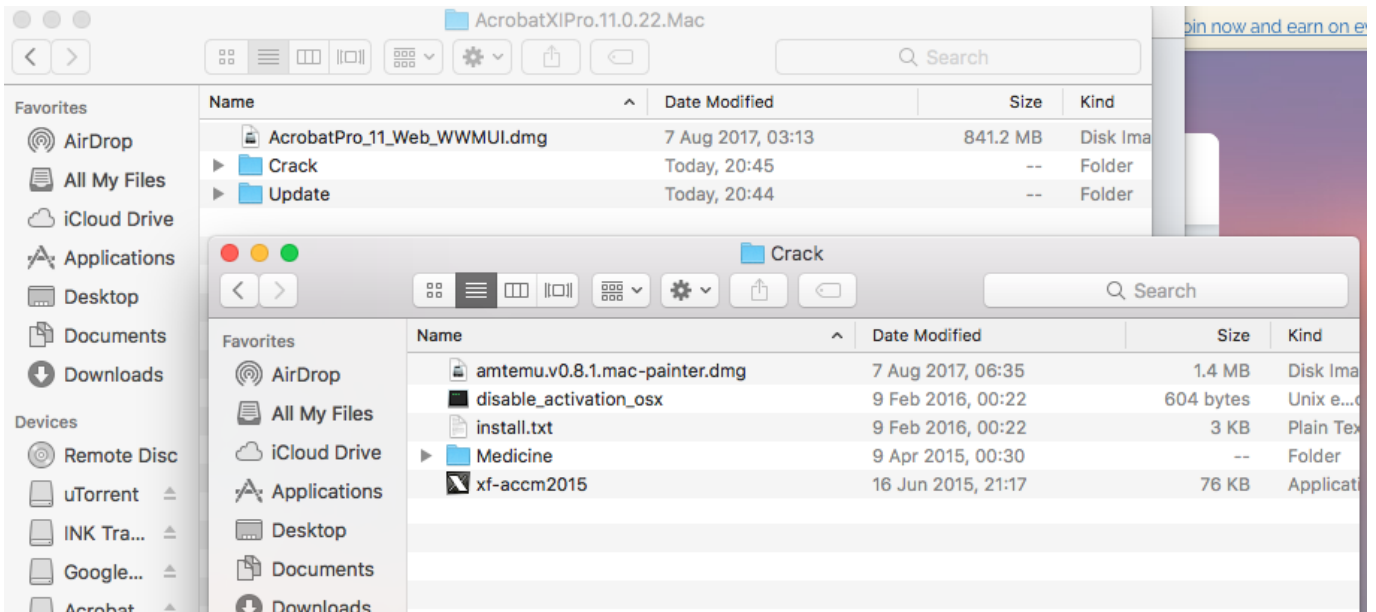 AcrobatXIPro.11.0.22.Mac
oin now and earn on e
Search
Favorites
AirDrop
All My Files
iCloud Drive
Applications
Desktop
Documents
Downloads
Devices
Remote Disc
uTorrent
INK Tra...
Google...
Acrobat
Name Date Modified Size Kind
AcrobatPro_11_Web_WWMUI.dmg 7 Aug 2017, 03:13 841.2 MB Disk Ima
Crack Today, 20:45 -- Folder
Update Today, 20:44 -- Folder
Crack
Search
Favorites
AirDrop
All My Files
iCloud Drive
Applications
Desktop
Documents
Downloads
Name Date Modified Size Kind
amtemu.v0.8.1.mac-painter.dmg 7 Aug 2017, 06:35 1.4 MB Disk Ima
disable_activation_osx 9 Feb 2016, 00:22 604 bytes Unix e...c
install.txt 9 Feb 2016, 00:22 3 KB Plain Tex
Medicine 9 Apr 2015, 00:30 -- Folder
xf-accm2015 16 Jun 2015, 21:17 76 KB Applicati